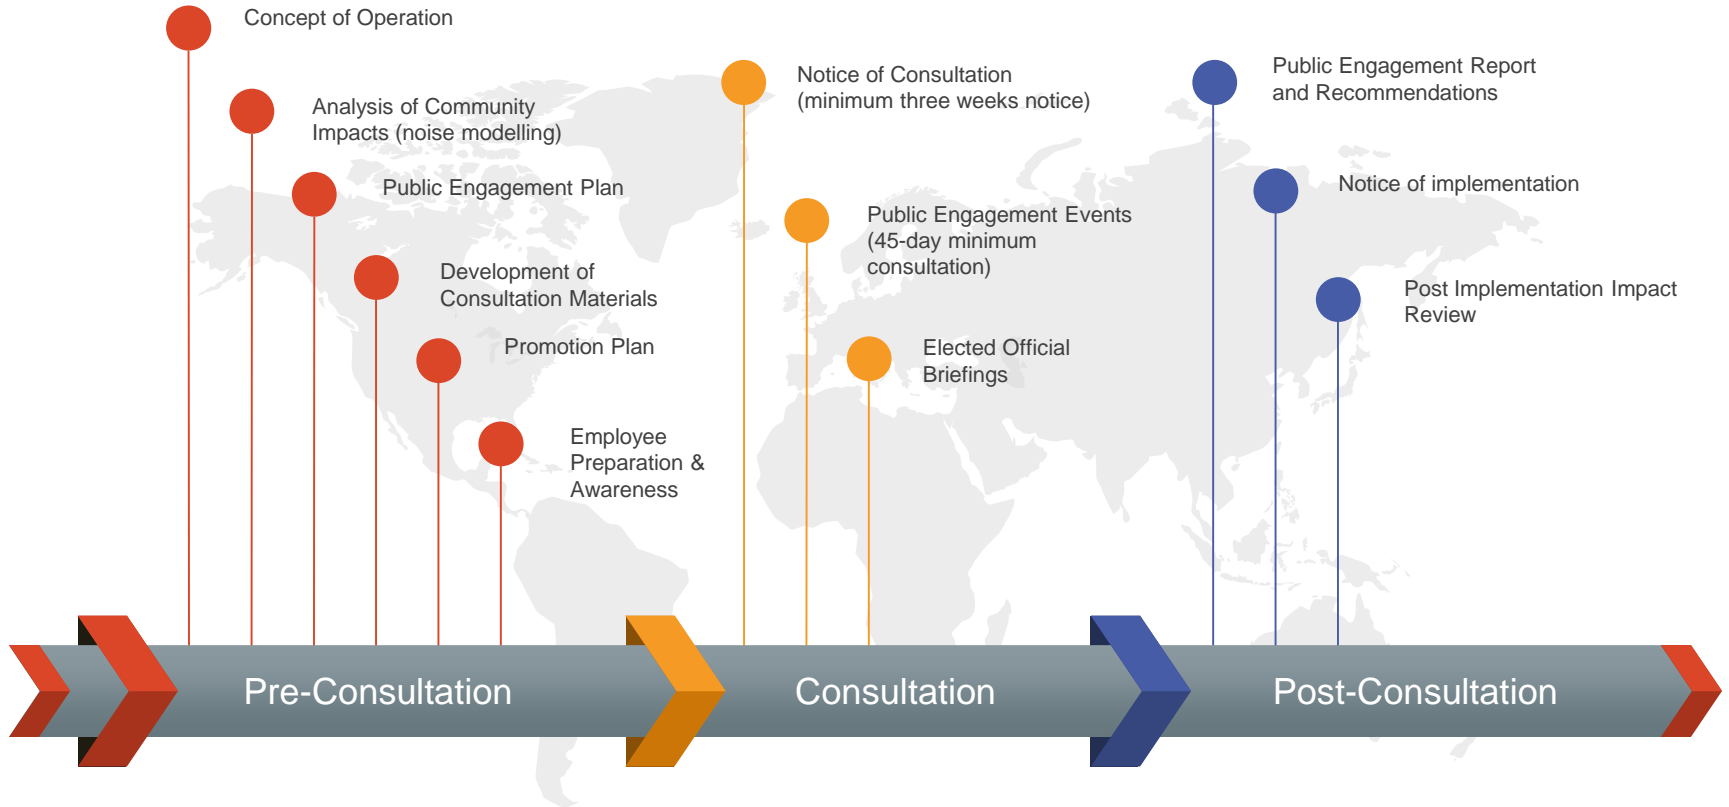 Concept of Operation
Analysis of Community
Impacts (noise modelling)
Public Engagement Plan
Development of
Consultation Materials
Promotion Plan
Employee
Preparation &
Awareness
Notice of Consultation
(minimum three weeks notice)
Public Engagement Events
(45-day minimum
consultation)
Elected Official
Briefings
Public Engagement Report
and Recommendations
Notice of implementation
Post Implementation Impact
Review
Pre-Consultation
Consultation
Post-Consultation